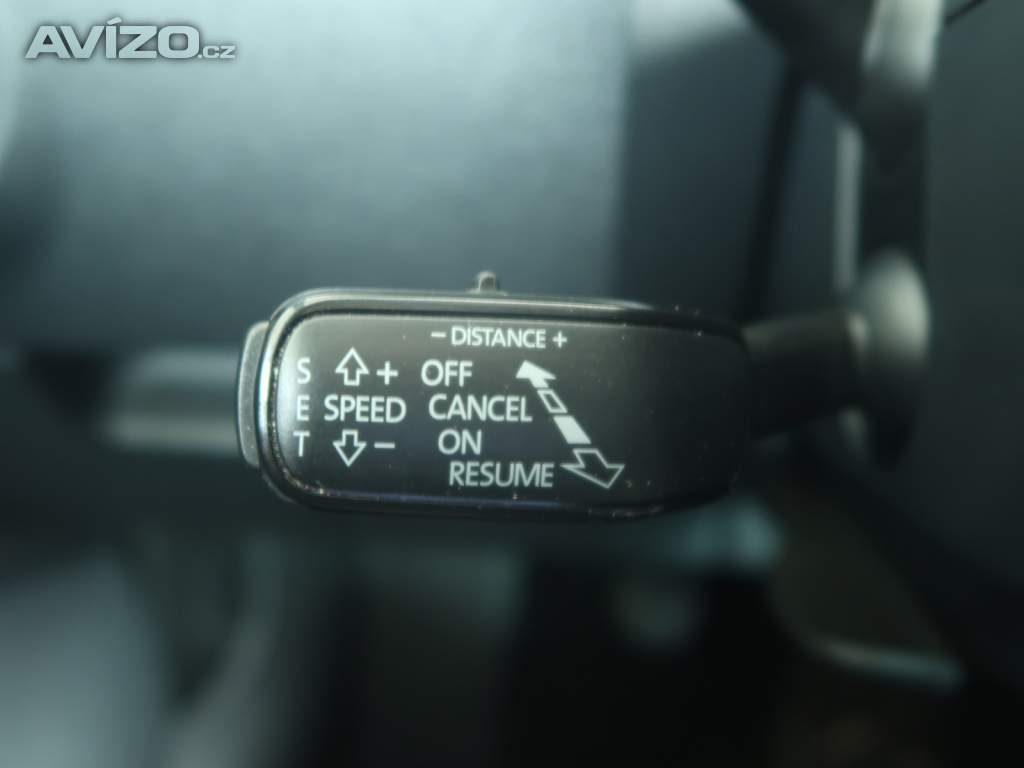 AVÍZO.cz
– DISTANCE +
S + OFF
E SPEED CANCEL
T – ON
RESUME